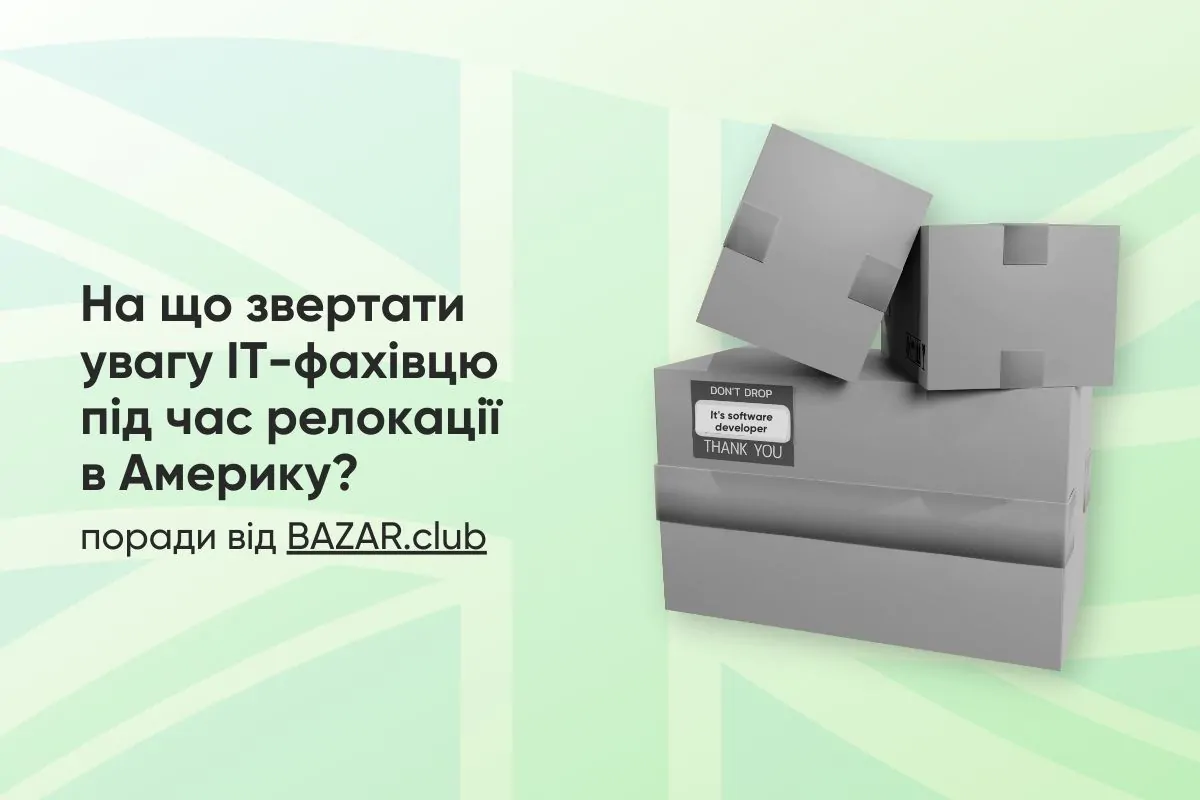 На що звертати
увагу ІТ-фахівцю
під час релокації
в Америку?
поради від BAZAR.club
DON'T DROP
It's software
developer
THANK YOU